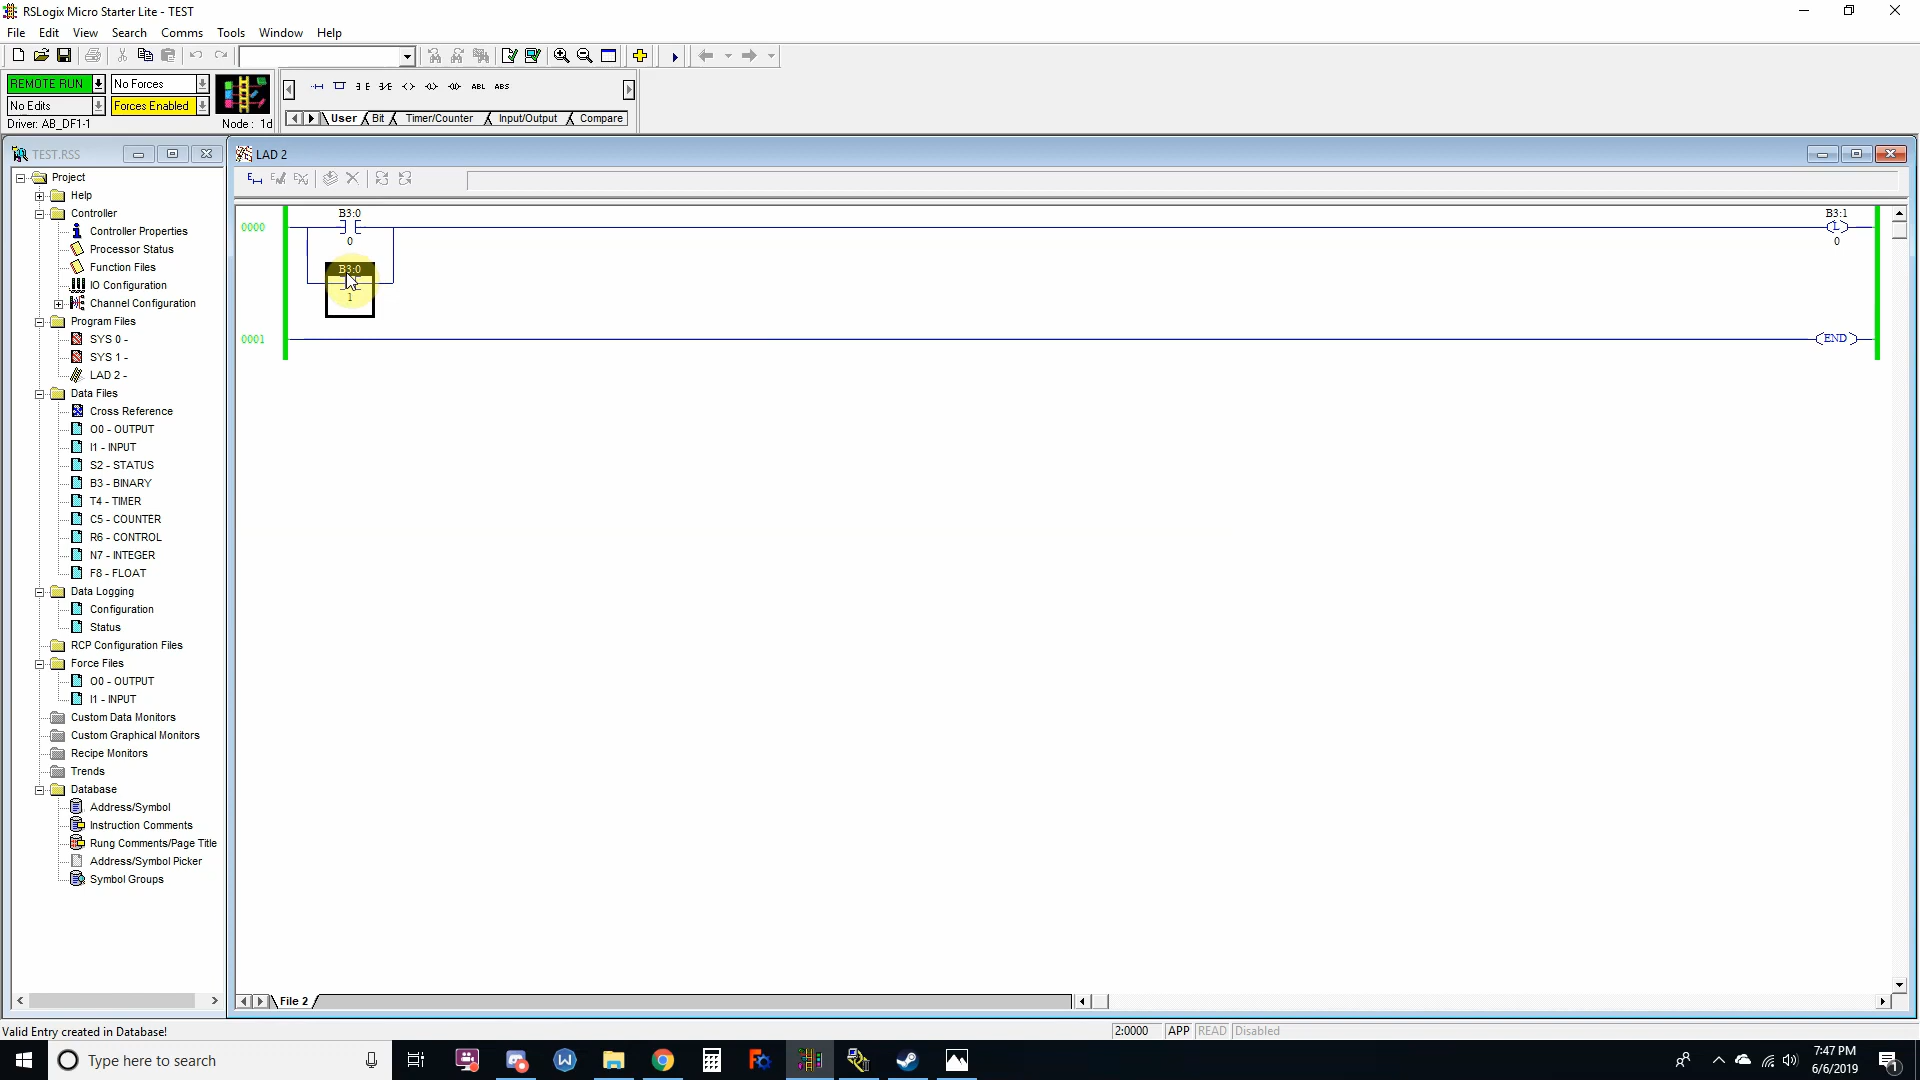 RSLogix Micro Starter Lite - TEST
File Edit View Search Comms Tools Window Help
REMOTE RUN No Forces
No Edits Forces Enabled
Driver: AB_DF1-1 Node : 1d
ABL ABS
User Bit Timer/Counter Input/Output Compare
TEST.RSS
Project
Help
Controller
Controller Properties
Processor Status
Function Files
IO Configuration
Channel Configuration
Program Files
SYS 0 -
SYS 1 -
LAD 2 -
Data Files
Cross Reference
O0 - OUTPUT
I1 - INPUT
S2 - STATUS
B3 - BINARY
T4 - TIMER
C5 - COUNTER
R6 - CONTROL
N7 - INTEGER
F8 - FLOAT
Data Logging
Configuration
Status
RCP Configuration Files
Force Files
O0 - OUTPUT
I1 - INPUT
Custom Data Monitors
Custom Graphical Monitors
Recipe Monitors
Trends
Database
Address/Symbol
Instruction Comments
Rung Comments/Page Title
Address/Symbol Picker
Symbol Groups
LAD 2
B3:0 B3:1
0000 L
0 0
B3:0
1
0001 END
File 2
Valid Entry created in Database! 2:0000 APP READ Disabled
Type here to search
7:47 PM
6/6/2019
1